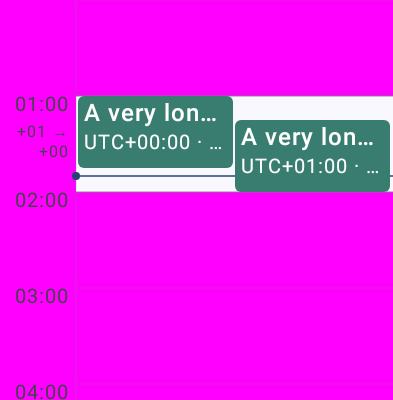 01:00
+01 →
+00
A very lon…
UTC+00:00 · …
A very lon…
UTC+01:00 · …
02:00
03:00
04:00